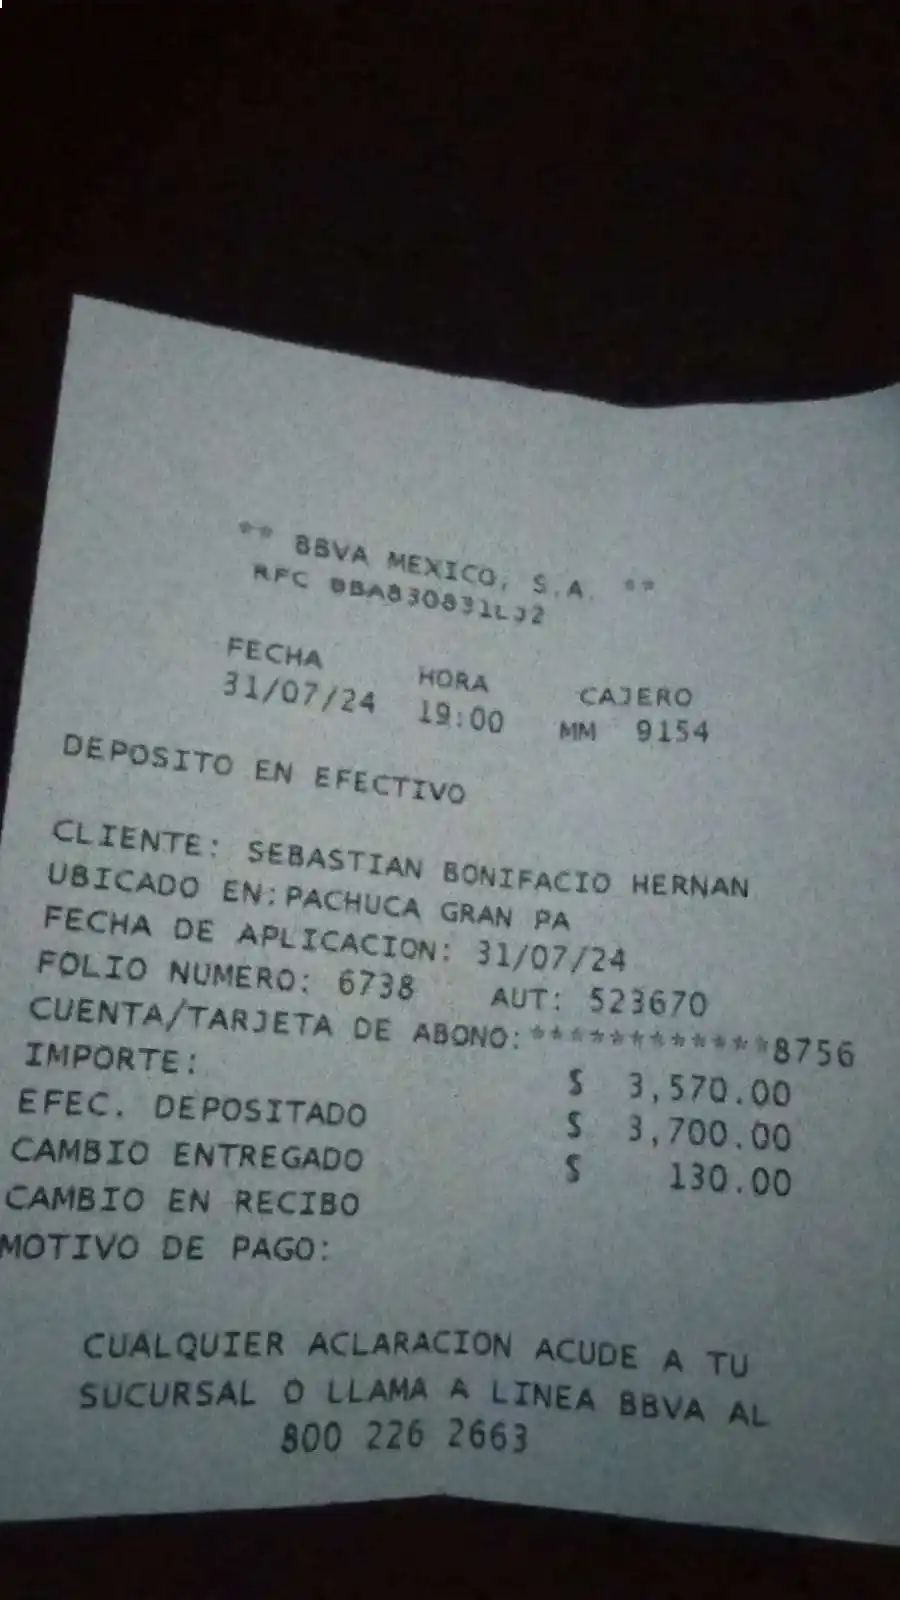 ** BBVA MEXICO, S.A. **
RFC BBA830831LJ2
FECHA HORA CAJERO
31/07/24 19:00 MM 9154
DEPOSITO EN EFECTIVO
CLIENTE: SEBASTIAN BONIFACIO HERNAN
UBICADO EN:PACHUCA GRAN PA
FECHA DE APLICACION: 31/07/24
FOLIO NUMERO: 6738 AUT: 523670
CUENTA/TARJETA DE ABONO:************8756
IMPORTE: $ 3,570.00
EFEC. DEPOSITADO $ 3,700.00
CAMBIO ENTREGADO $ 130.00
CAMBIO EN RECIBO
MOTIVO DE PAGO:
CUALQUIER ACLARACION ACUDE A TU
SUCURSAL O LLAMA A LINEA BBVA AL
800 226 2663